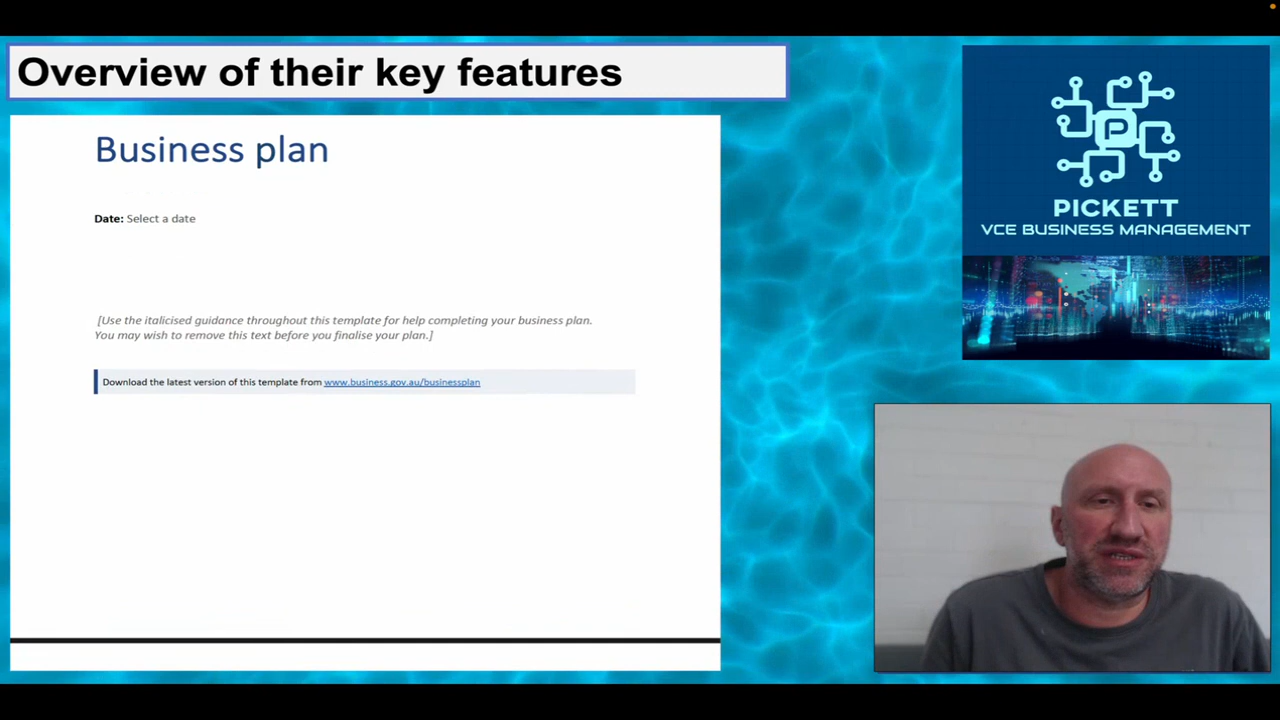 Overview of their key features
Business plan
Date: Select a date
[Use the italicised guidance throughout this template for help completing your business plan.
You may wish to remove this text before you finalise your plan.]
Download the latest version of this template from www.business.gov.au/businessplan
P
PICKETT
VCE BUSINESS MANAGEMENT